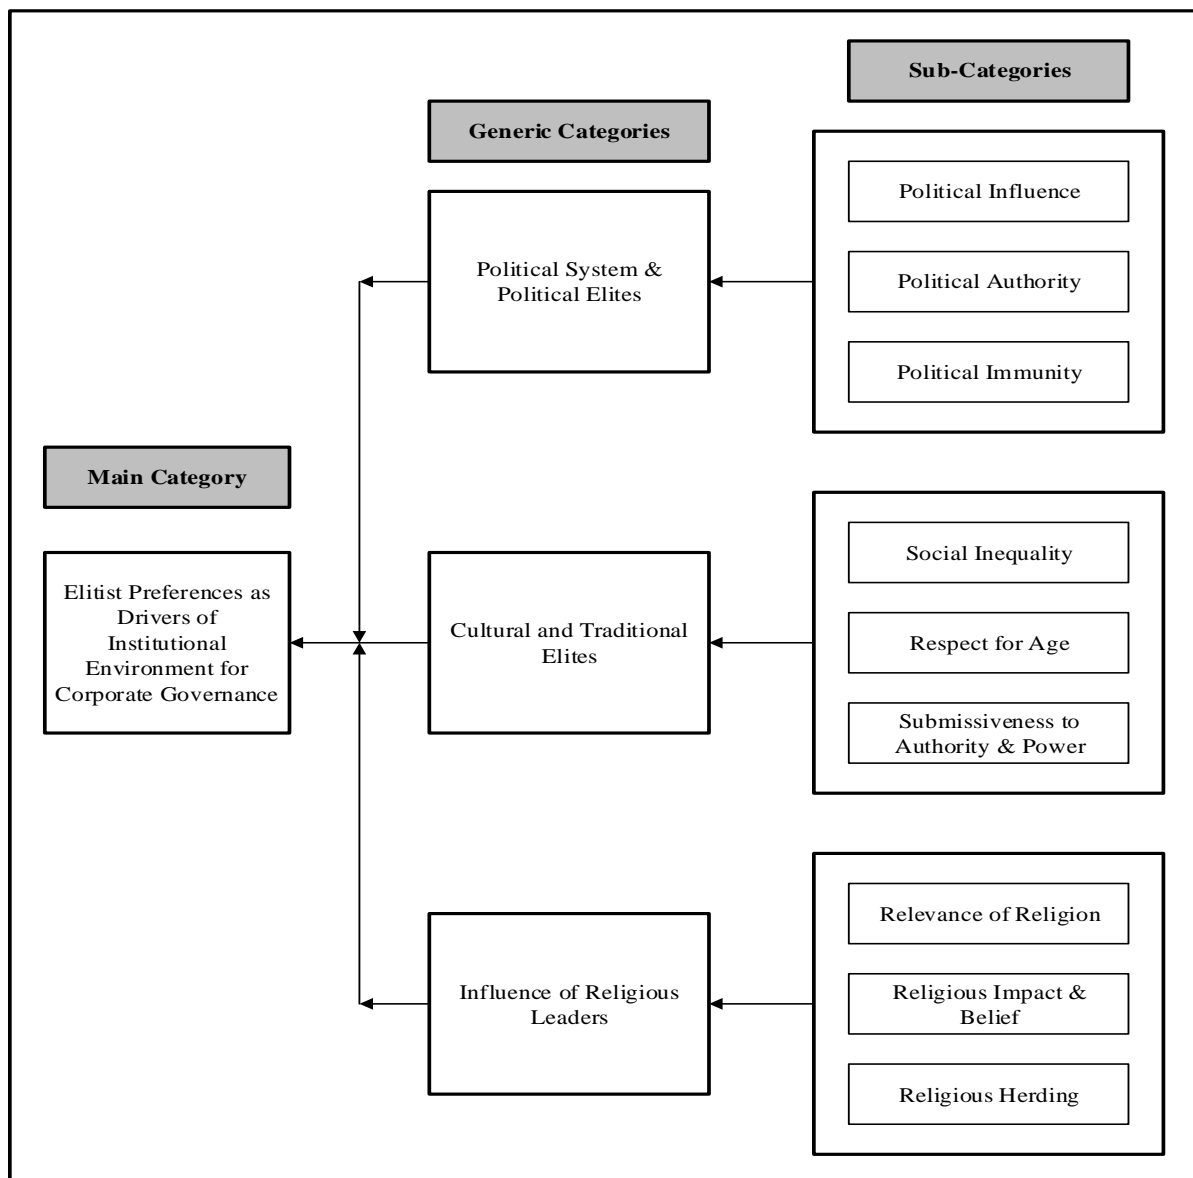 Sub-Categories
Generic Categories
Political Influence
Political System &
Political Elites
Political Authority
Political Immunity
Main Category
Elitist Preferences as
Drivers of
Institutional
Environment for
Corporate Governance
Cultural and Traditional
Elites
Social Inequality
Respect for Age
Submissiveness to
Authority & Power
Influence of Religious
Leaders
Relevance of Religion
Religious Impact &
Belief
Religious Herding